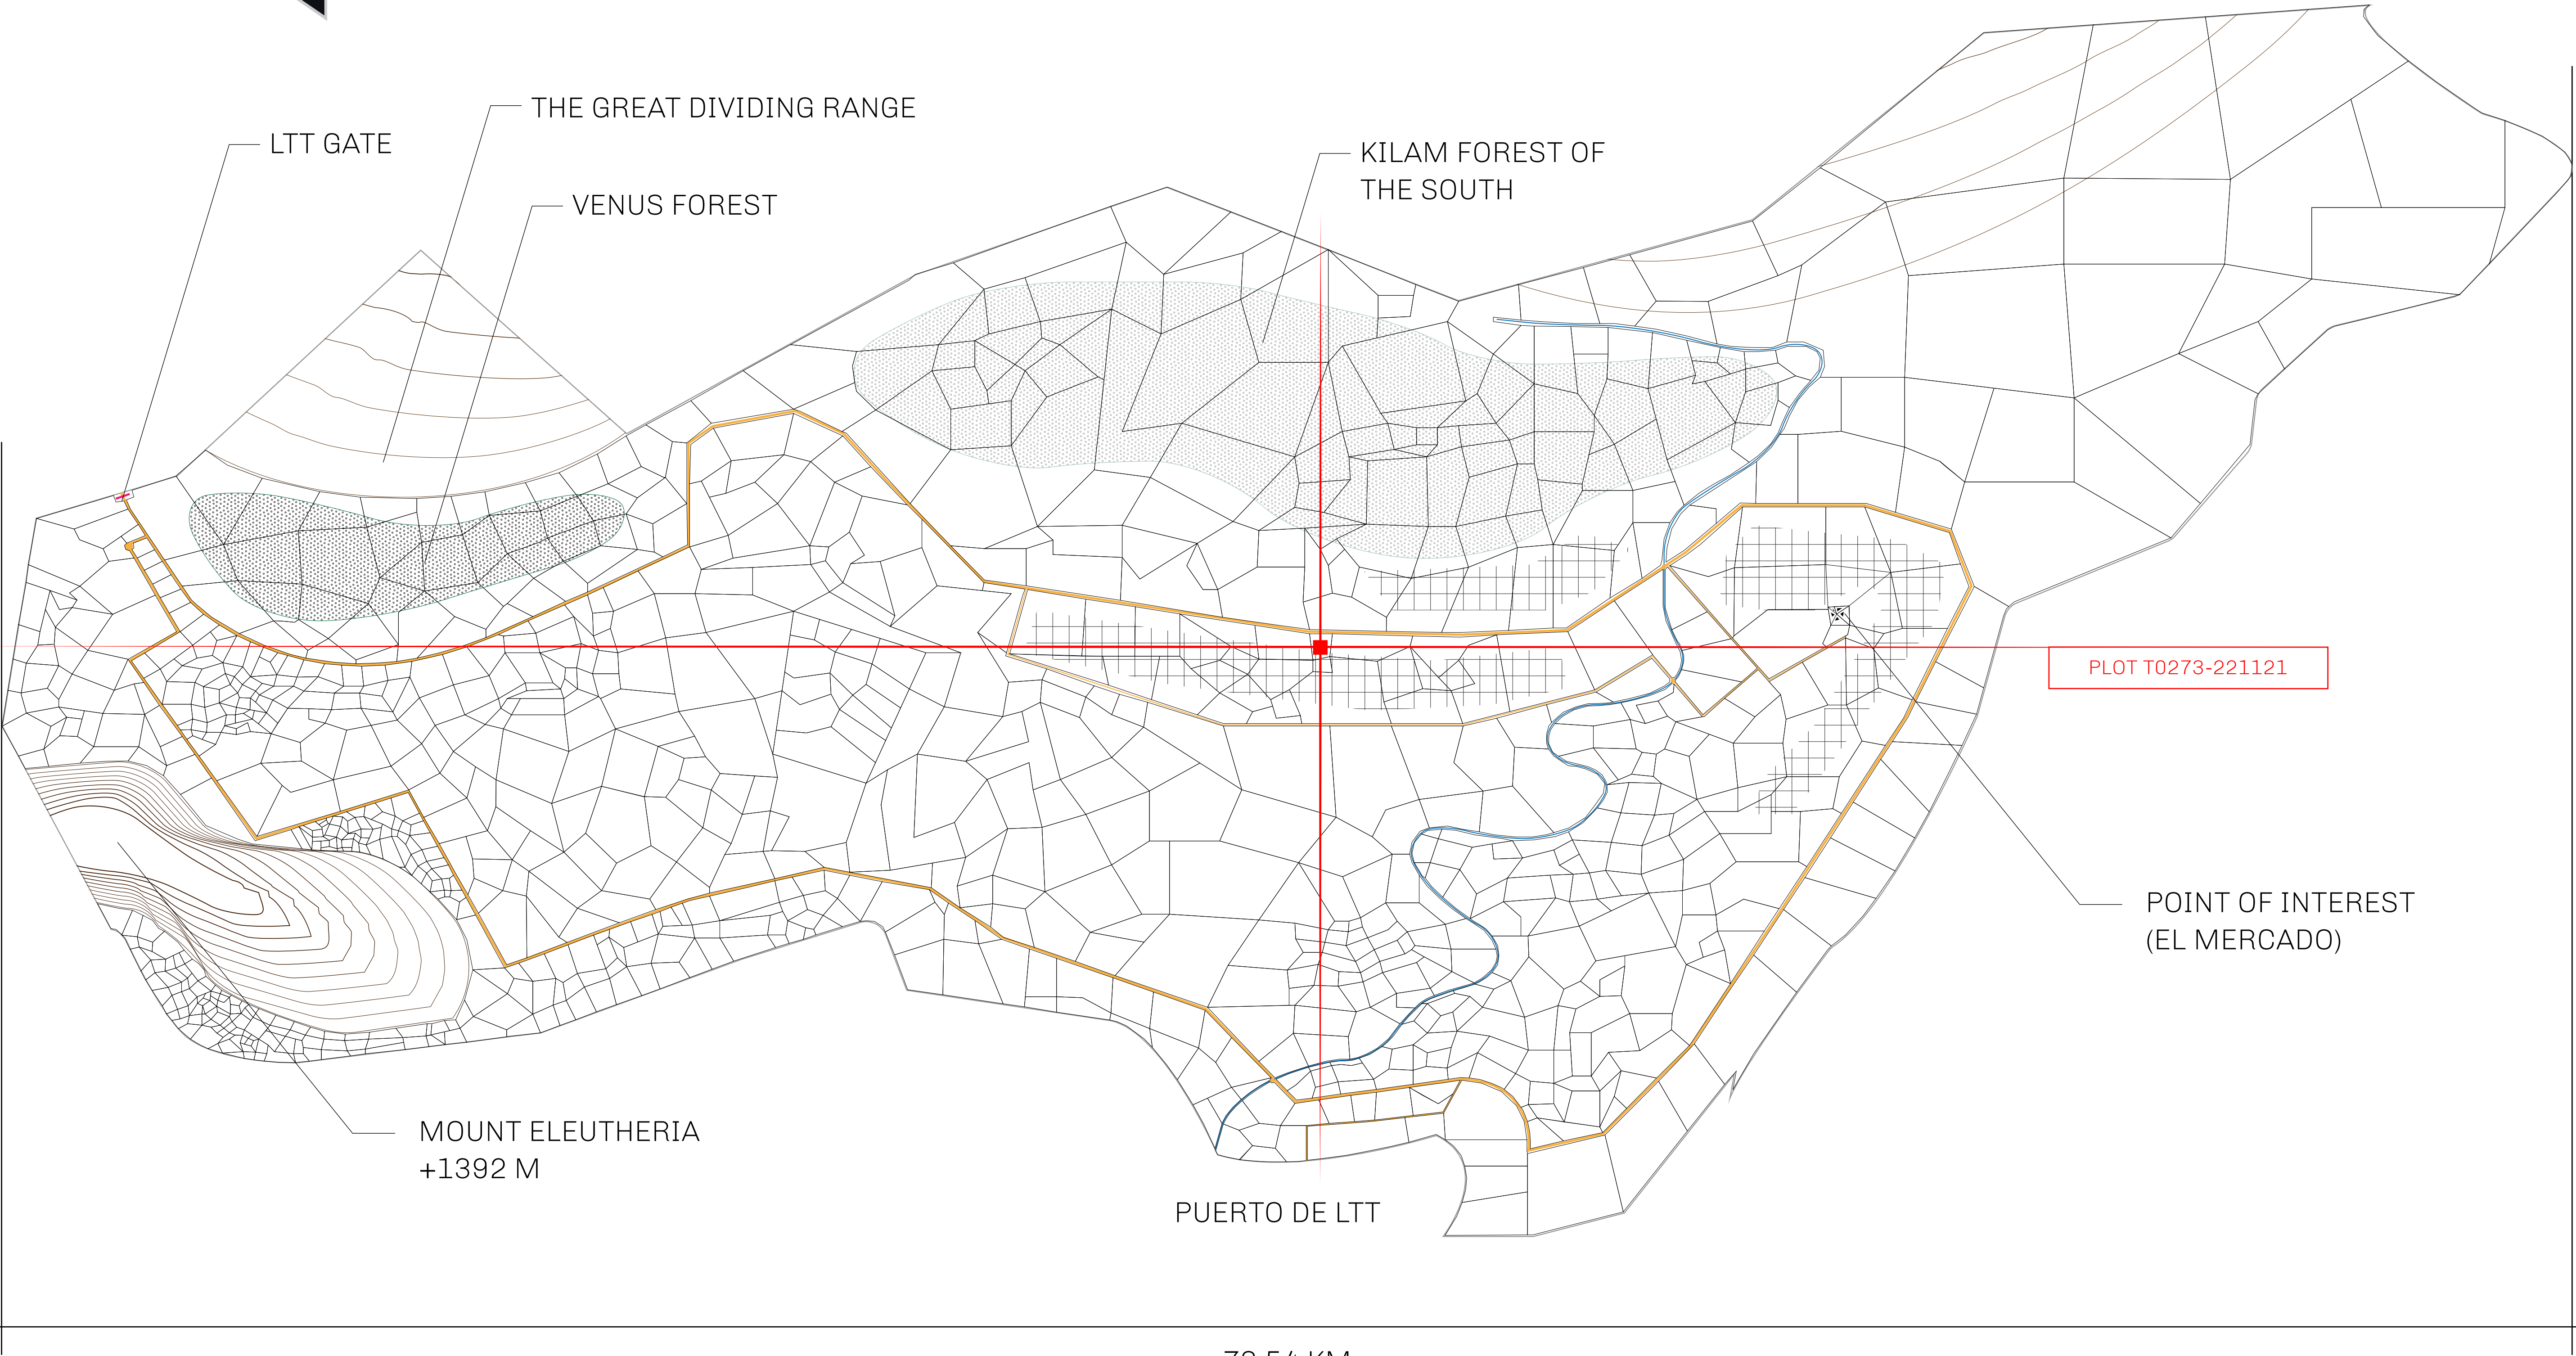 THE GREAT DIVIDING RANGE
LTT GATE
VENUS FOREST
KILAM FOREST OF
THE SOUTH
PLOT T0273-221121
POINT OF INTEREST
(EL MERCADO)
MOUNT ELEUTHERIA
+1392 M
PUERTO DE LTT
KM